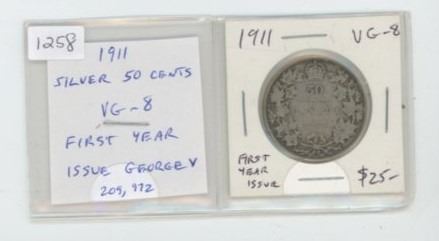 1258
1911
SILVER 50 CENTS
VG-8
FIRST YEAR
ISSUE GEORGE V
209,972
1911 VG-8
50
FIRST
YEAR
ISSUE
$25-